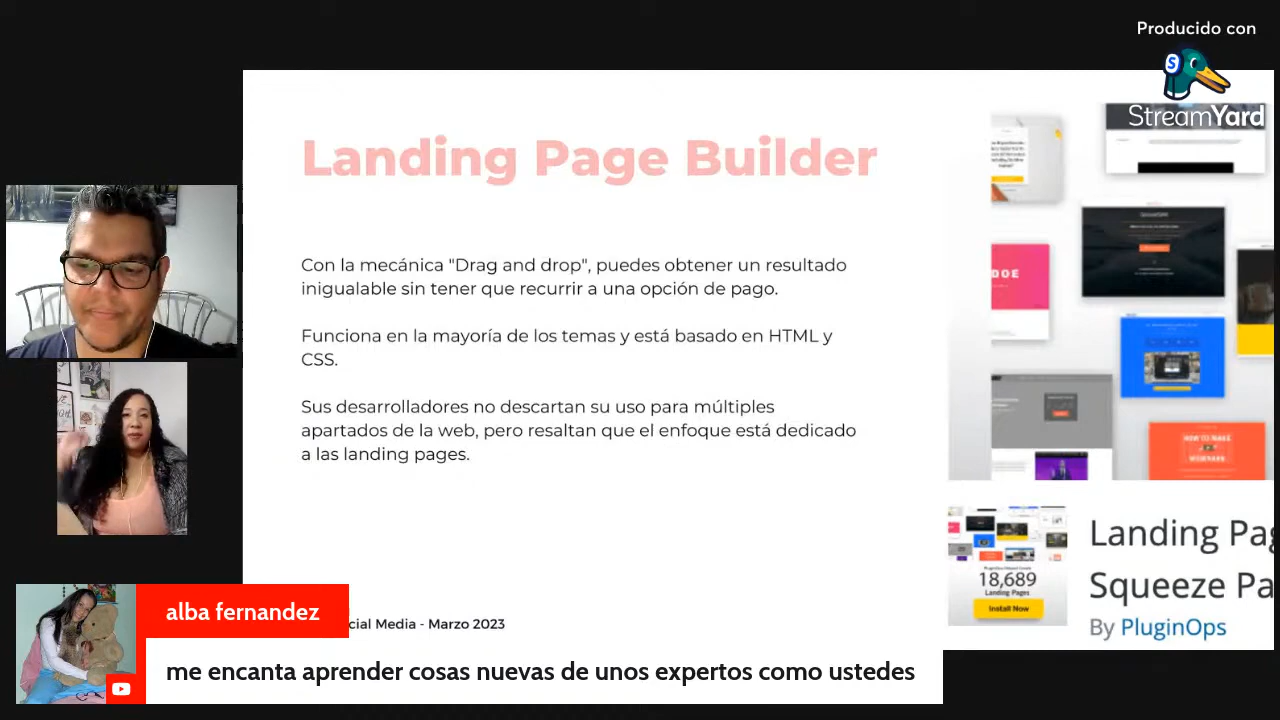 Producido con
StreamYard
Landing Page Builder
Con la mecánica "Drag and drop", puedes obtener un resultado
inigualable sin tener que recurrir a una opción de pago.
Funciona en la mayoría de los temas y está basado en HTML y
CSS.
Sus desarrolladores no descartan su uso para múltiples
apartados de la web, pero resaltan que el enfoque está dedicado
a las landing pages.
18,689
Landing Pages
Install Now
Landing Pag
Squeeze Pa
By PluginOps
cial Media - Marzo 2023
alba fernandez
me encanta aprender cosas nuevas de unos expertos como ustedes